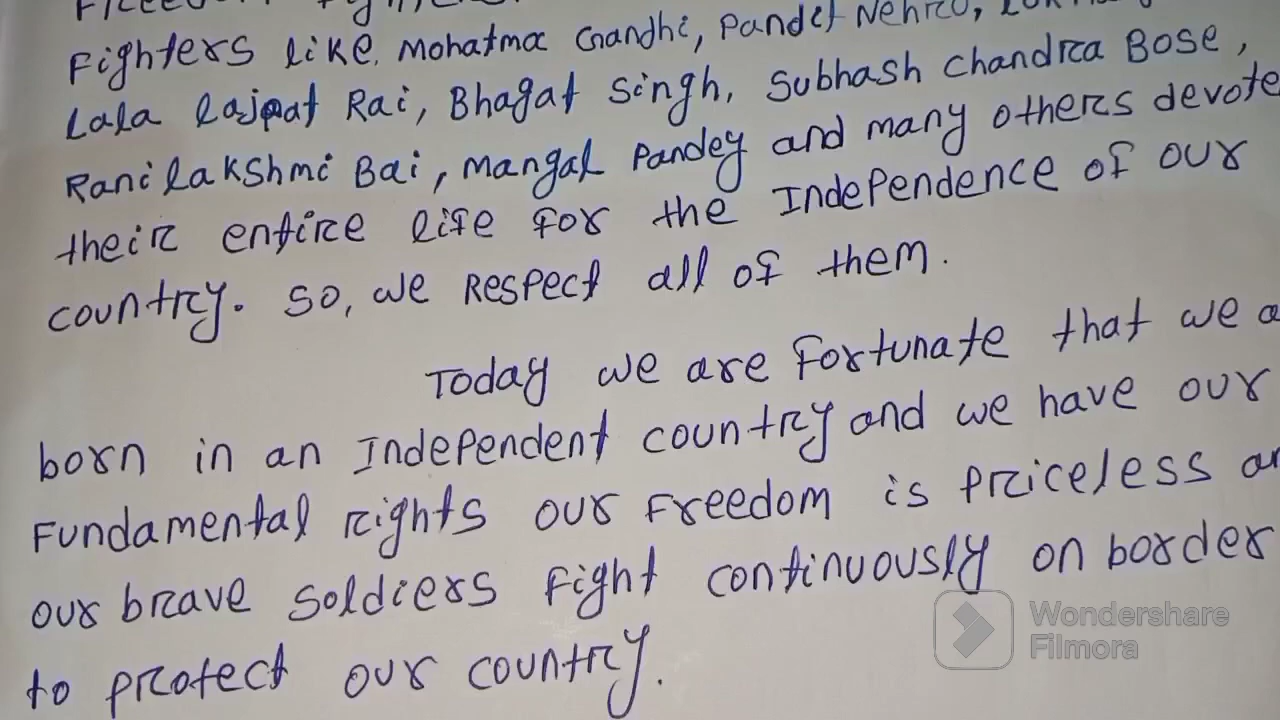 Fighters like, Mohatma Gandhi, Pandet Nehru,
Lala Lajpat Rai, Bhagat Singh, Subhash Chandra Bose,
Rani Lakshmi Bai, Mangal Pandey and many others devote
their entire life for the Independence of our
country. So, we Respect all of them.
Today we are Fortunate that we a
born in an Independent country and we have our
Fundamental Rights our Freedom is priceless an
our brave soldiers Fight continuously on border
to protect our country.
Wondershare
Filmora